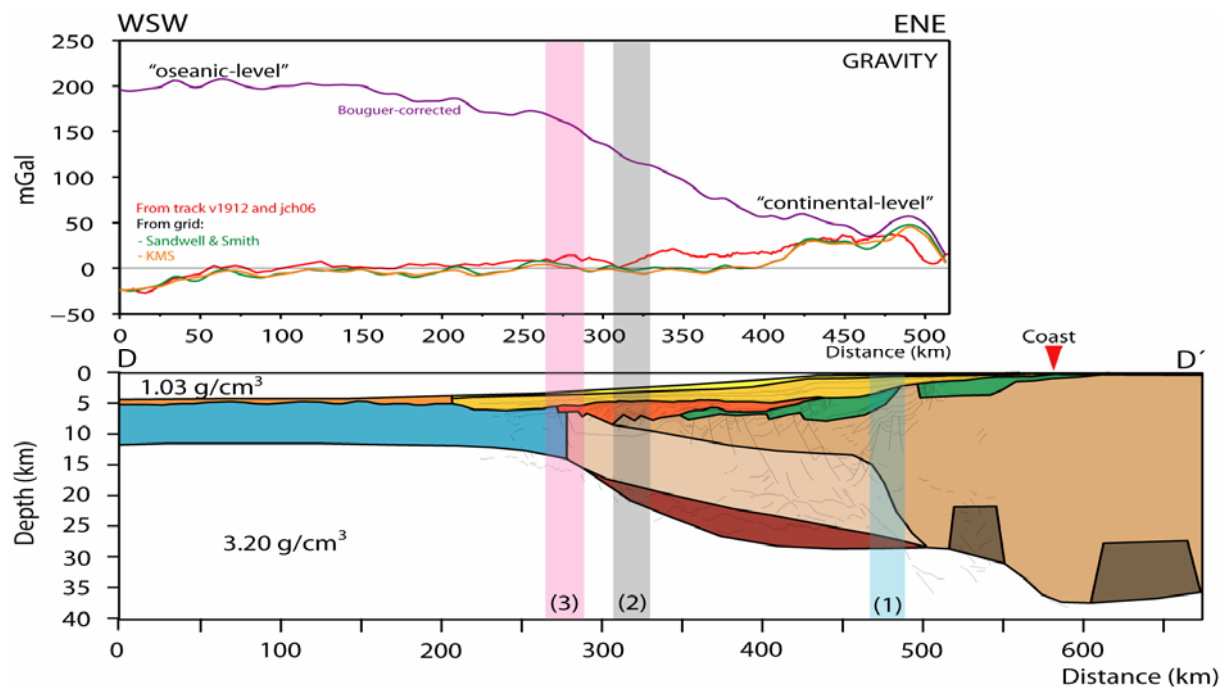 WSW ENE
250
200
150
100
50
0
−50
mGal
"oseanic-level"
GRAVITY
Bouguer-corrected
"continental-level"
From track v1912 and jch06
From grid:
- Sandwell & Smith
- KMS
0 50 100 150 200 250 300 350 400 450 500
Distance (km)
Coast
D D´
0
5
10
15
20
25
30
35
40
Depth (km)
1.03 g/cm³
3.20 g/cm³
(3) (2) (1)
0 100 200 300 400 500 600
Distance (km)